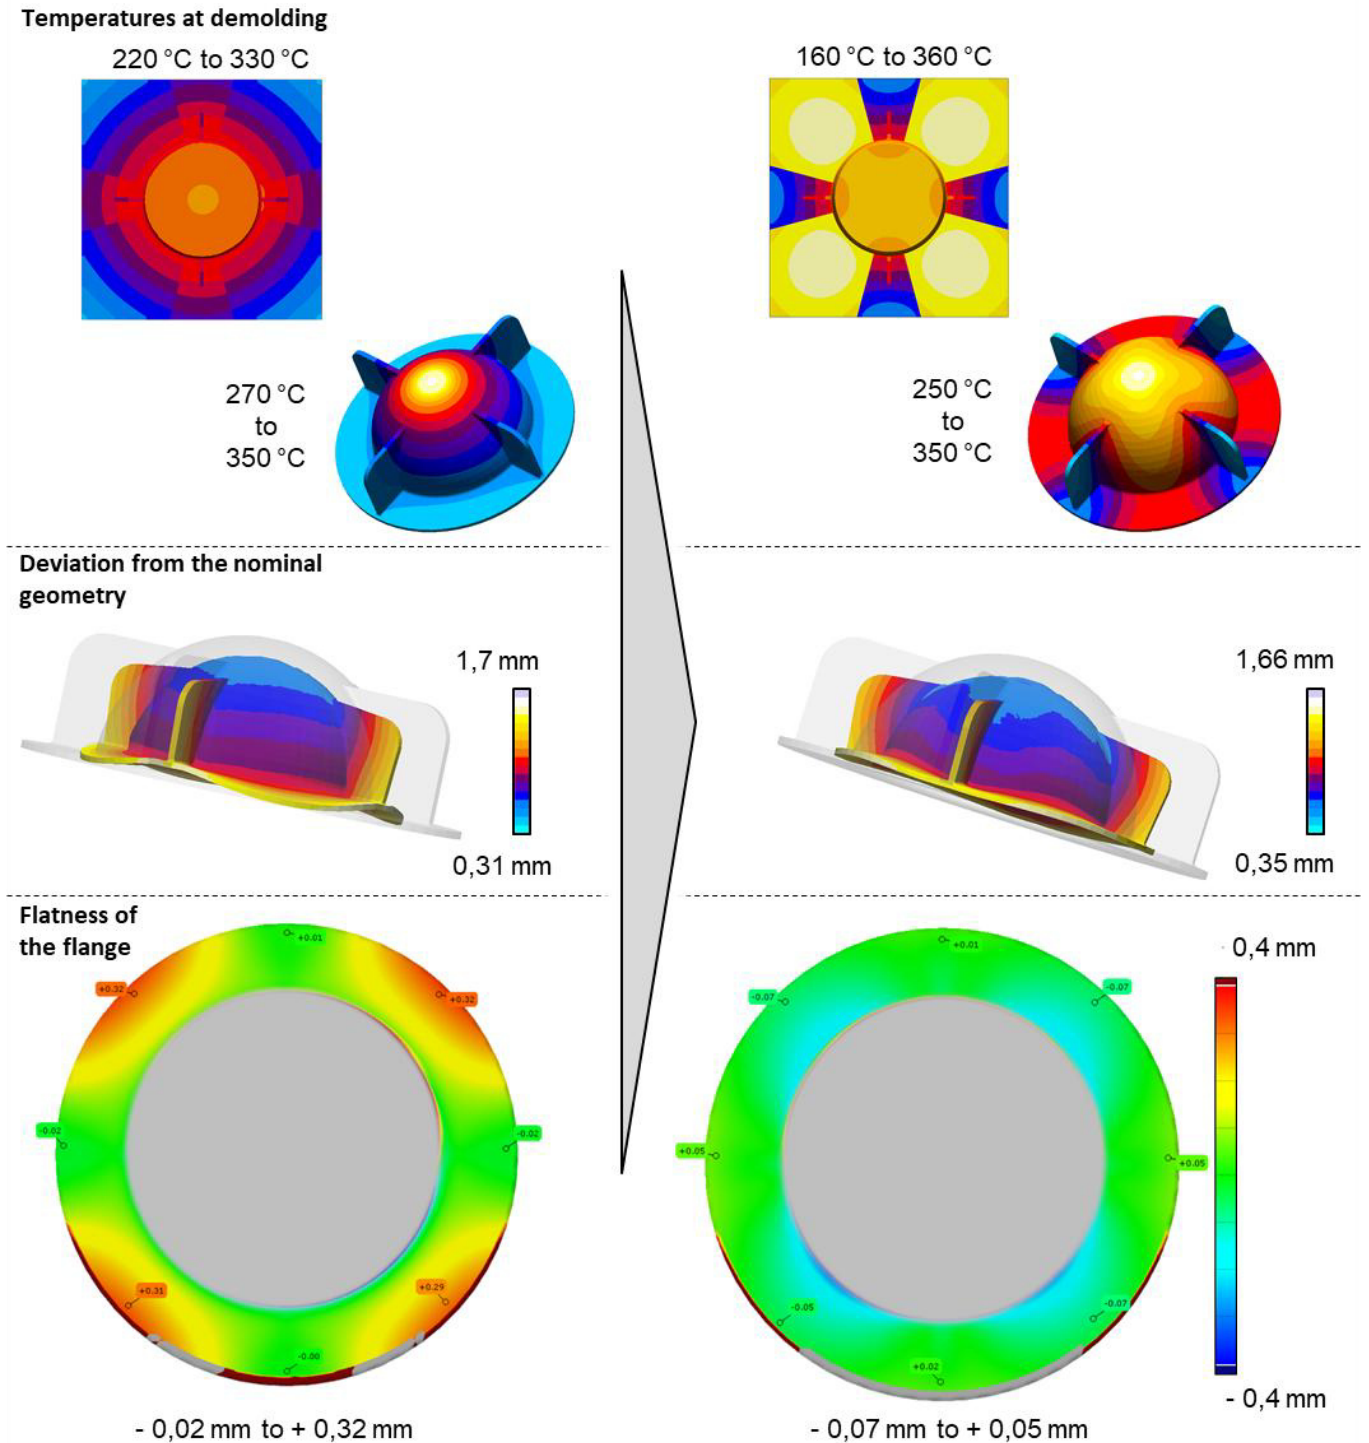 Temperatures at demolding
220 °C to 330 °C
160 °C to 360 °C
270 °C
to
350 °C
250 °C
to
350 °C
Deviation from the nominal
geometry
1,7 mm
0,31 mm
1,66 mm
0,35 mm
Flatness of
the flange
+0.01
+0.32
+0.32
-0.02
-0.02
+0.31
+0.29
-0.00
- 0,02 mm to + 0,32 mm
+0.01
-0.07
-0.07
+0.05
+0.05
-0.05
-0.07
+0.02
- 0,07 mm to + 0,05 mm
0,4 mm
- 0,4 mm